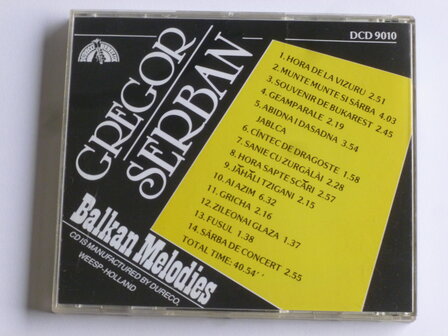 DCD 9010
GREGOR
SERBAN
Balkan Melodies
CD IS MANUFACTURED BY DURECO,
WEESP-HOLLAND
1. HORA DE LA VIZURU 2.51
2. MUNTE MUNTE SI SÂRBA 4.03
3. SOUVENIR DE BUKAREST 2.45
4. GEAMPARALE 2.19
5. ABIDNA I DASADNA 3.54
JABLCA
6. CÎNTEC DE DRAGOSTE 1.58
7. SANIE CU ZURGĂLĂI 2.28
8. HORA SAPTE SCĂRI 2.57
9. JĂHĂLI TZIGANI 2.15
10. AI AZIM 6.32
11. GRICHA 2.16
12. ZILEONAI GLAZA 1.37
13. FUSUL 1.38
14. SÂRBA DE CONCERT 2.55
TOTAL TIME: 40.54''